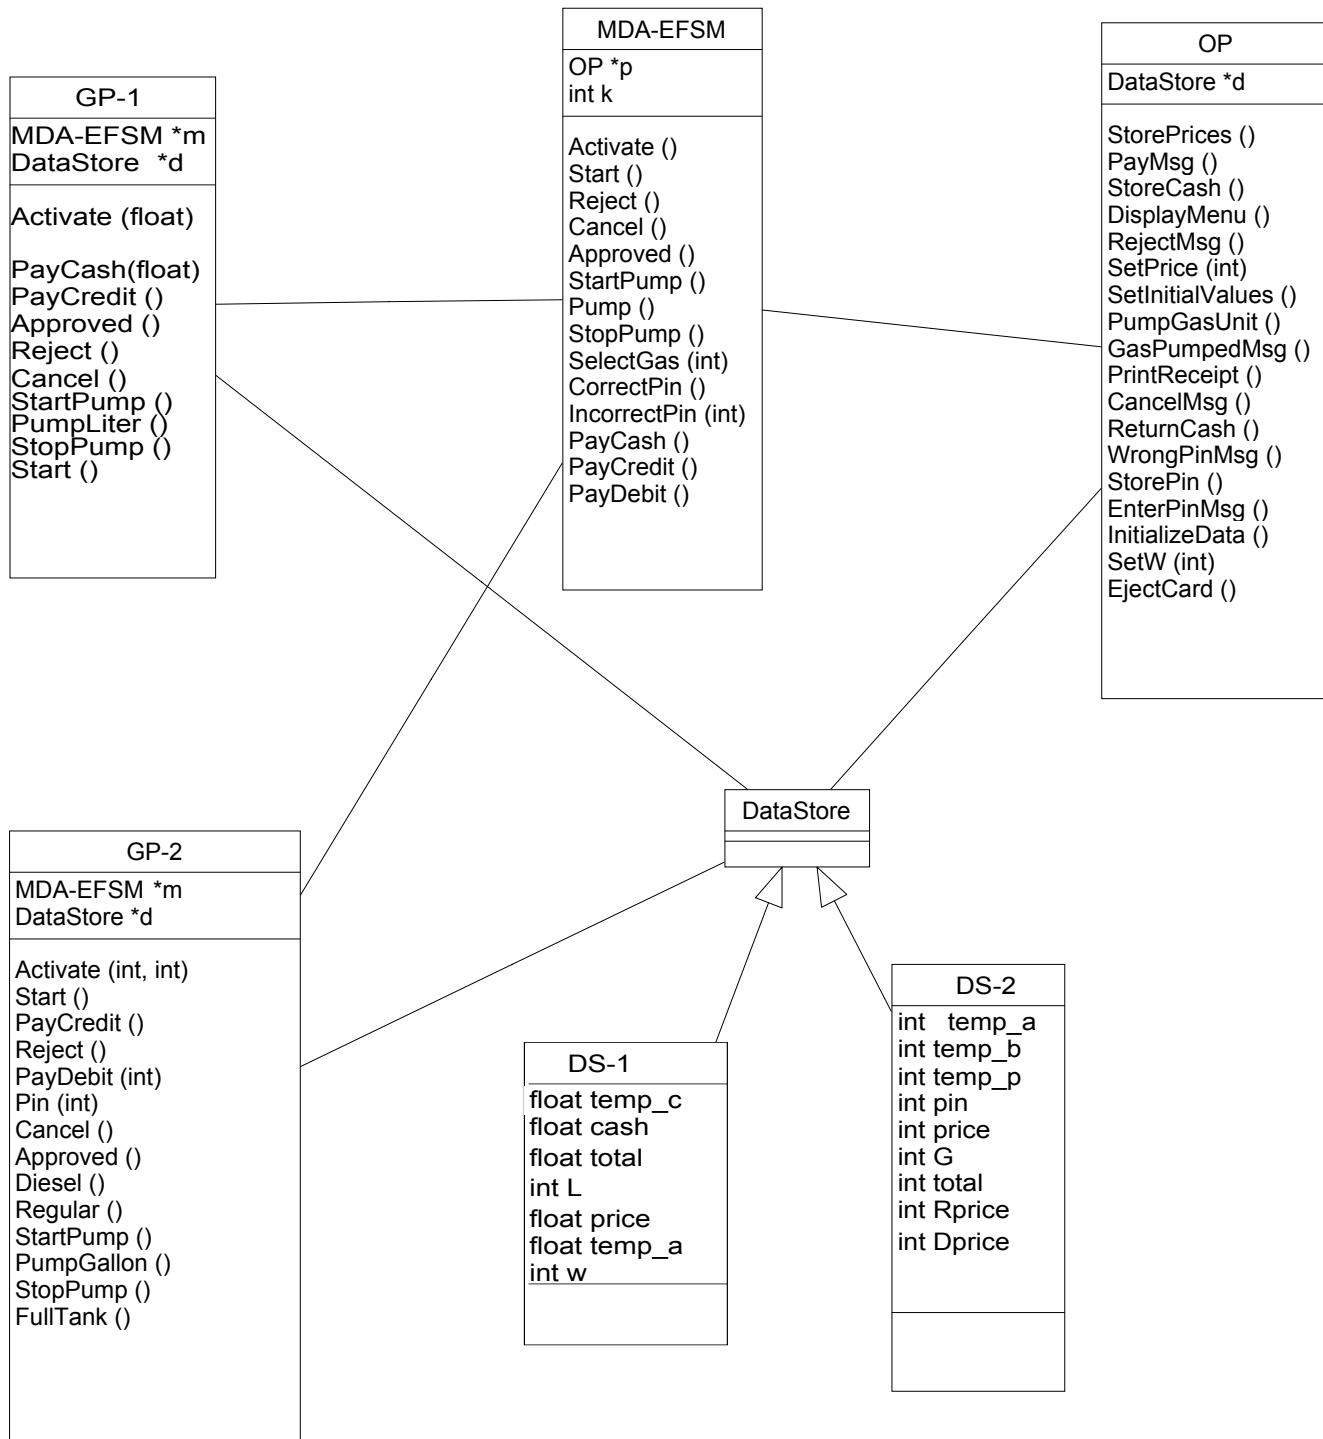 GP-1
MDA-EFSM *m
DataStore *d
Activate (float)
PayCash(float)
PayCredit ()
Approved ()
Reject ()
Cancel ()
StartPump ()
PumpLiter ()
StopPump ()
Start ()
MDA-EFSM
OP *p
int k
Activate ()
Start ()
Reject ()
Cancel ()
Approved ()
StartPump ()
Pump ()
StopPump ()
SelectGas (int)
CorrectPin ()
IncorrectPin (int)
PayCash ()
PayCredit ()
PayDebit ()
OP
DataStore *d
StorePrices ()
PayMsg ()
StoreCash ()
DisplayMenu ()
RejectMsg ()
SetPrice (int)
SetInitialValues ()
PumpGasUnit ()
GasPumpedMsg ()
PrintReceipt ()
CancelMsg ()
ReturnCash ()
WrongPinMsg ()
StorePin ()
EnterPinMsg ()
InitializeData ()
SetW (int)
EjectCard ()
DataStore
GP-2
MDA-EFSM *m
DataStore *d
Activate (int, int)
Start ()
PayCredit ()
Reject ()
PayDebit (int)
Pin (int)
Cancel ()
Approved ()
Diesel ()
Regular ()
StartPump ()
PumpGallon ()
StopPump ()
FullTank ()
DS-1
float temp_c
float cash
float total
int L
float price
float temp_a
int w
DS-2
int temp_a
int temp_b
int temp_p
int pin
int price
int G
int total
int Rprice
int Dprice